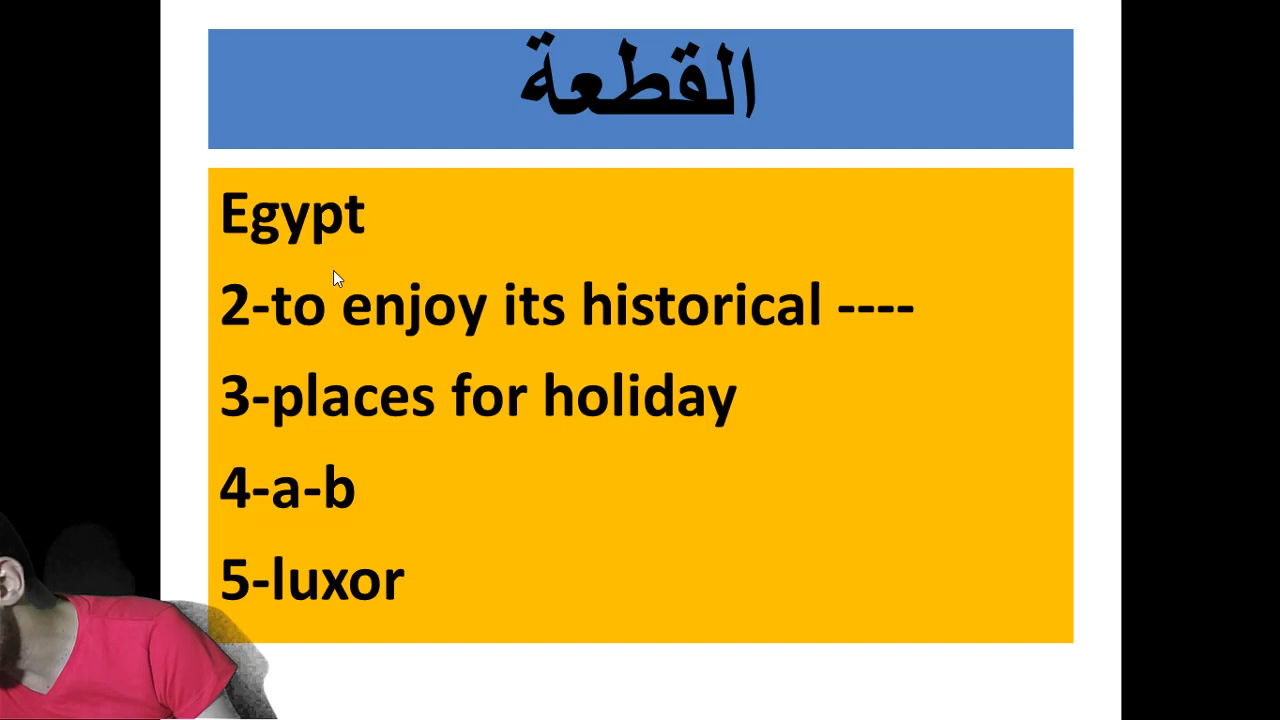 القطعة
Egypt
2-to enjoy its historical ----
3-places for holiday
4-a-b
5-luxor